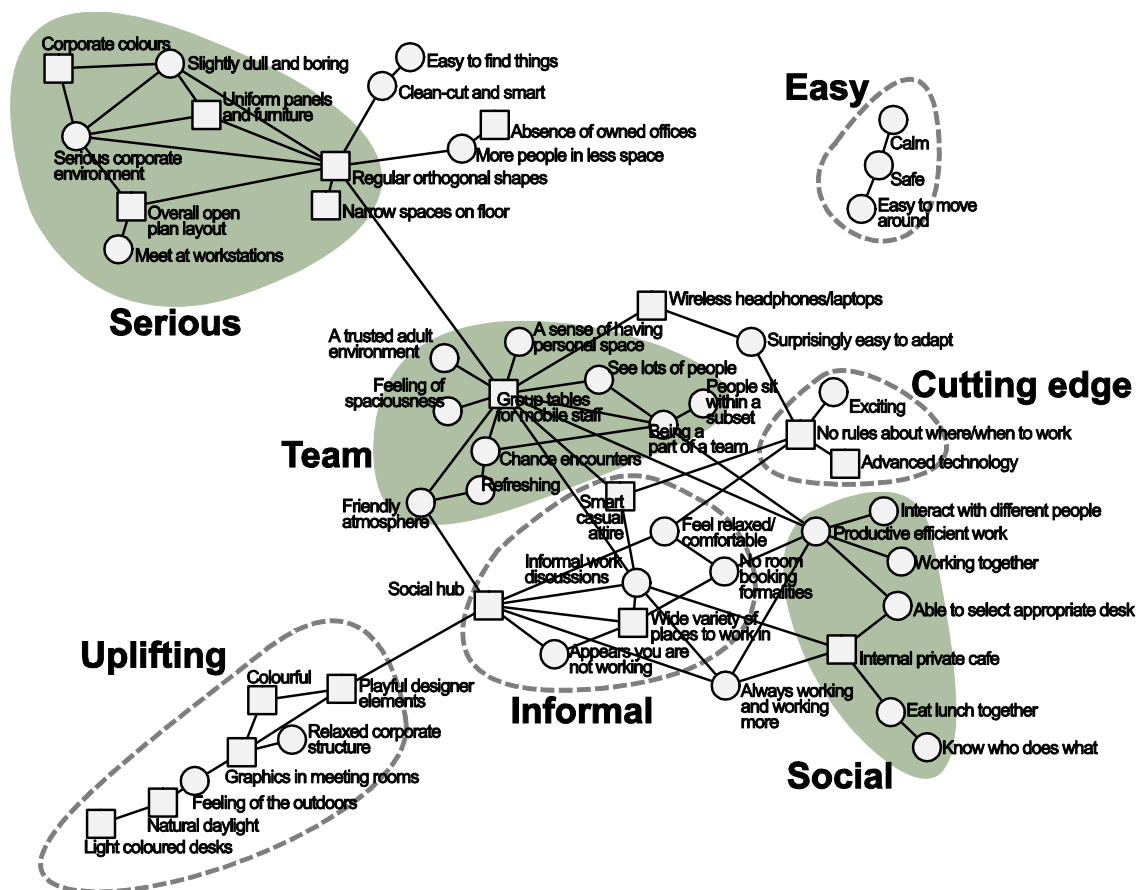 Corporate colours
Slightly dull and boring
Uniform panels
and furniture
Serious corporate
environment
Overall open
plan layout
Meet at workstations
Serious
Easy to find things
Clean-cut and smart
Absence of owned offices
More people in less space
Regular orthogonal shapes
Narrow spaces on floor
Easy
Calm
Safe
Easy to move
around
Wireless headphones/laptops
Surprisingly easy to adapt
A trusted adult
environment
A sense of having
personal space
See lots of people
Feeling of
spaciousness
Group tables
for mobile staff
People sit
within a
subset
Being a
part of a team
Team
Chance encounters
Refreshing
Friendly
atmosphere
Cutting edge
Exciting
No rules about where/when to work
Advanced technology
Smart
casual
attire
Feel relaxed/
comfortable
Informal work
discussions
No room
booking
formalities
Social hub
Wide variety of
places to work in
Appears you are
not working
Informal
Always working
and working
more
Interact with different people
Productive efficient work
Working together
Able to select appropriate desk
Internal private cafe
Eat lunch together
Know who does what
Social
Uplifting
Colourful
Playful designer
elements
Relaxed corporate
structure
Graphics in meeting rooms
Feeling of the outdoors
Natural daylight
Light coloured desks